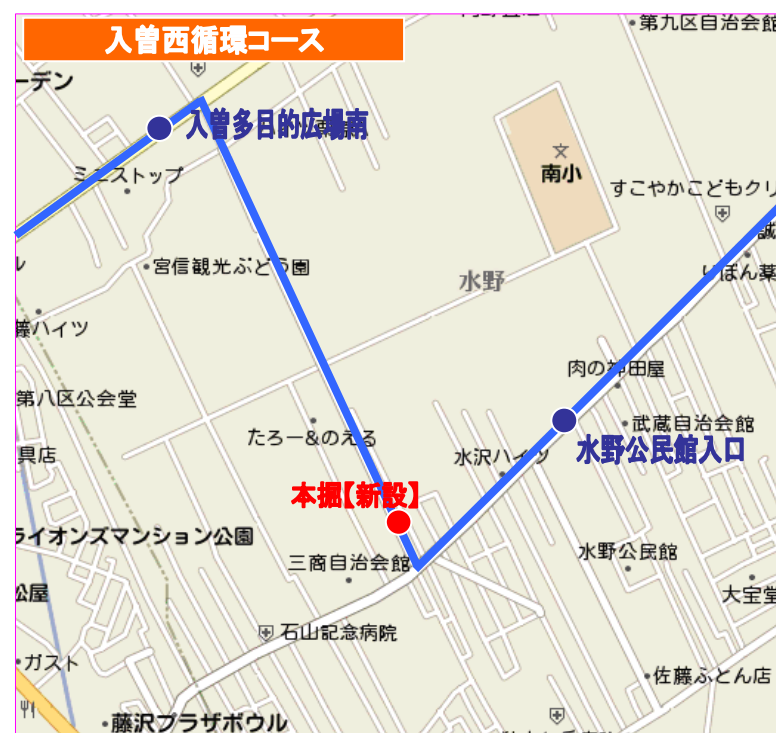 入曽西循環コース
第九区自治会館
ーデン
入曽多目的広場南
ミニストップ
文
南小
すこやかこどもクリ
誠
宮信観光ぶどう園
水野
りぼん薬
藤ハイツ
肉の神田屋
第八区公会堂
武蔵自治会館
たろー&のえる
具店
水沢ハイツ
水野公民館入口
本掘【新設】
ライオンズマンション公園
三商自治会館
水野公民館
松屋
大宝堂
石山記念病院
ガスト
佐藤ふとん店
藤沢プラザボウル